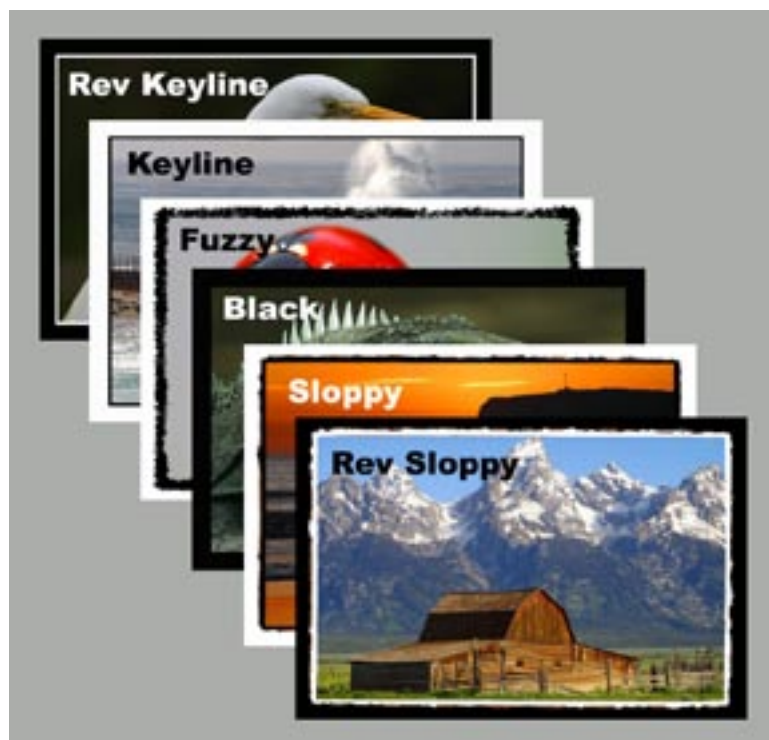 Rev Keyline
Keyline
Fuzzy
Black
Sloppy
Rev Sloppy